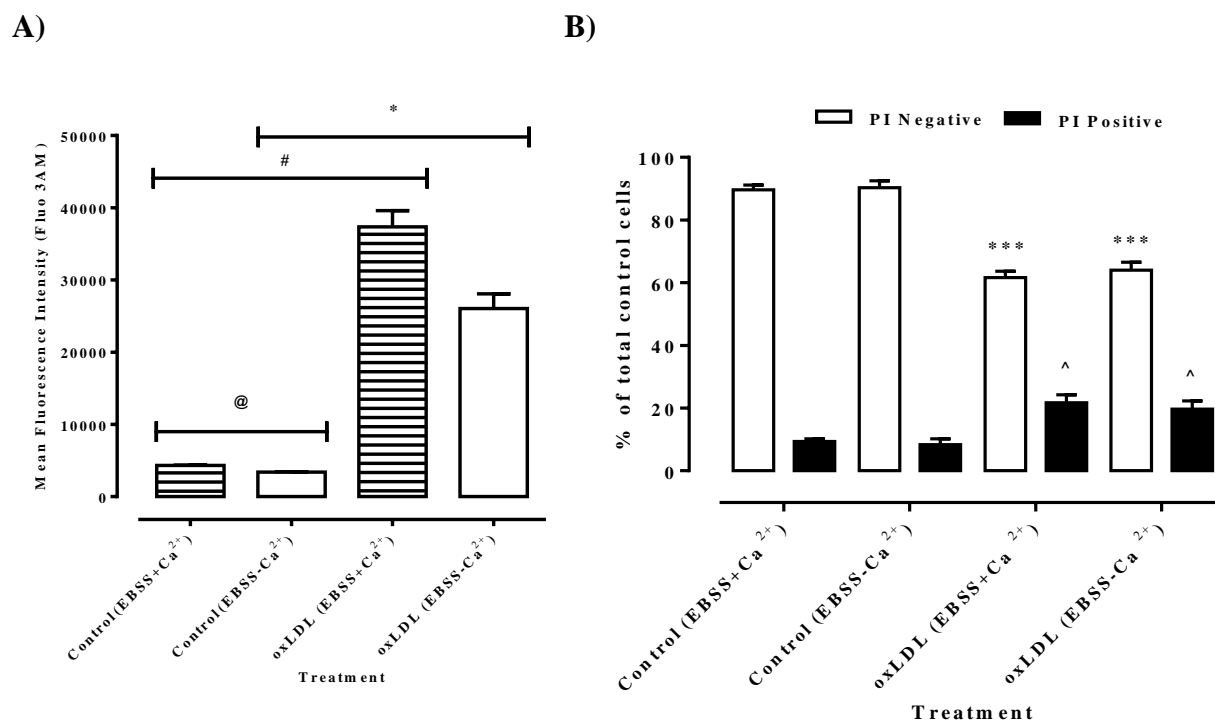 A)
Mean Fluorescence Intensity (Fluo 3AM)
50000
40000
30000
20000
10000
0
*
#
@
Control(EBSS+Ca²⁺)
Control(EBSS-Ca²⁺)
oxLDL (EBSS+Ca²⁺)
oxLDL (EBSS-Ca²⁺)
Treatment
B)
PI Negative PI Positive
% of total control cells
100
80
60
40
20
0
*** ***
^ ^
Control (EBSS+Ca²⁺)
Control (EBSS-Ca²⁺)
oxLDL (EBSS+Ca²⁺)
oxLDL (EBSS-Ca²⁺)
Treatment